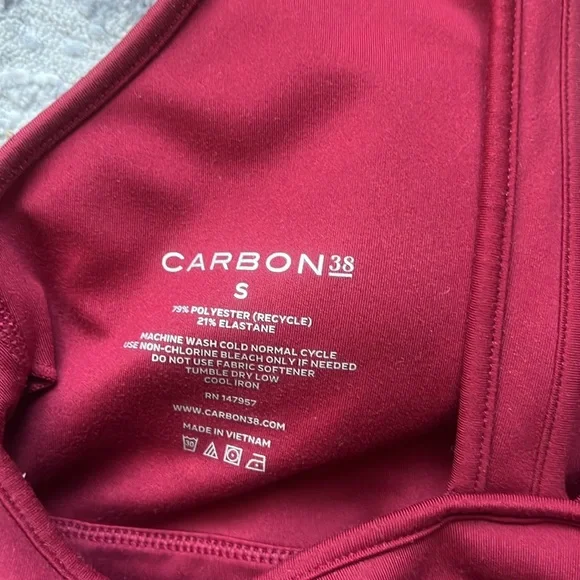 CARBON38
S
79% POLYESTER (RECYCLE)
21% ELASTANE
MACHINE WASH COLD NORMAL CYCLE
USE NON-CHLORINE BLEACH ONLY IF NEEDED
DO NOT USE FABRIC SOFTENER
TUMBLE DRY LOW
COOL IRON
RN 147957
WWW.CARBON38.COM
MADE IN VIETNAM
30